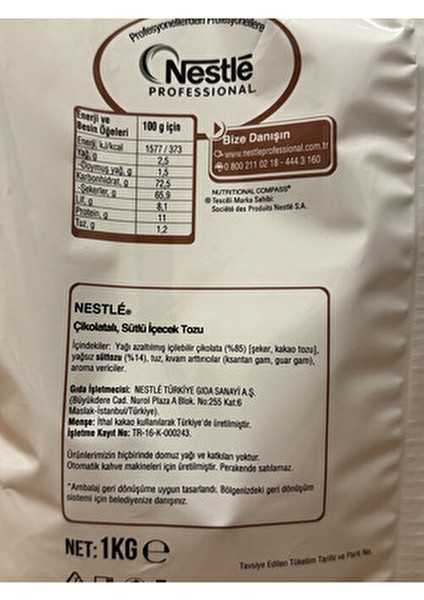 Profesyonellerden Profesyonellere
Nestlé
PROFESSIONAL
Enerji ve
Besin Öğeleri 100 g için
Enerji, kJ/kcal 1577 / 373
Yağ, g 2,5
-Doymuş yağ, g 1,5
Karbonhidrat, g 72,5
-Şekerler, g 65,9
Lif, g 8,1
Protein, g 11
Tuz, g 1,2
Bize Danışın
www.nestleprofessional.com.tr
0 800 211 02 18 - 444 3 160
NUTRITIONAL COMPASS®
® Tescilli Marka Sahibi:
Société des Produits Nestlé S.A.
NESTLÉ®
Çikolatalı, Sütlü İçecek Tozu
İçindekiler: Yağı azaltılmış içilebilir çikolata (%85) [şeker, kakao tozu],
yağsız süttozu (%14), tuz, kıvam arttırıcılar (ksantan gam, guar gam),
aroma vericiler.
Gıda İşletmecisi: NESTLÉ TÜRKİYE GIDA SANAYİ A.Ş.
(Büyükdere Cad. Nurol Plaza A Blok. No:255 Kat:6
Maslak-İstanbul/Türkiye).
Menşe: İthal kakao kullanılarak Türkiye'de üretilmiştir.
İşletme Kayıt No: TR-16-K-000243.
Ürünlerimizin hiçbirinde domuz yağı ve katkıları yoktur.
Otomatik kahve makineleri için üretilmiştir. Perakende satılamaz.
"Ambalaj geri dönüşüme uygun tasarlandı. Bölgenizdeki geri dönüşüm
sistemi için belediyenize danışınız.
NET: 1KG e
Tavsiye Edilen Tüketim Tarihi ve Parti No.